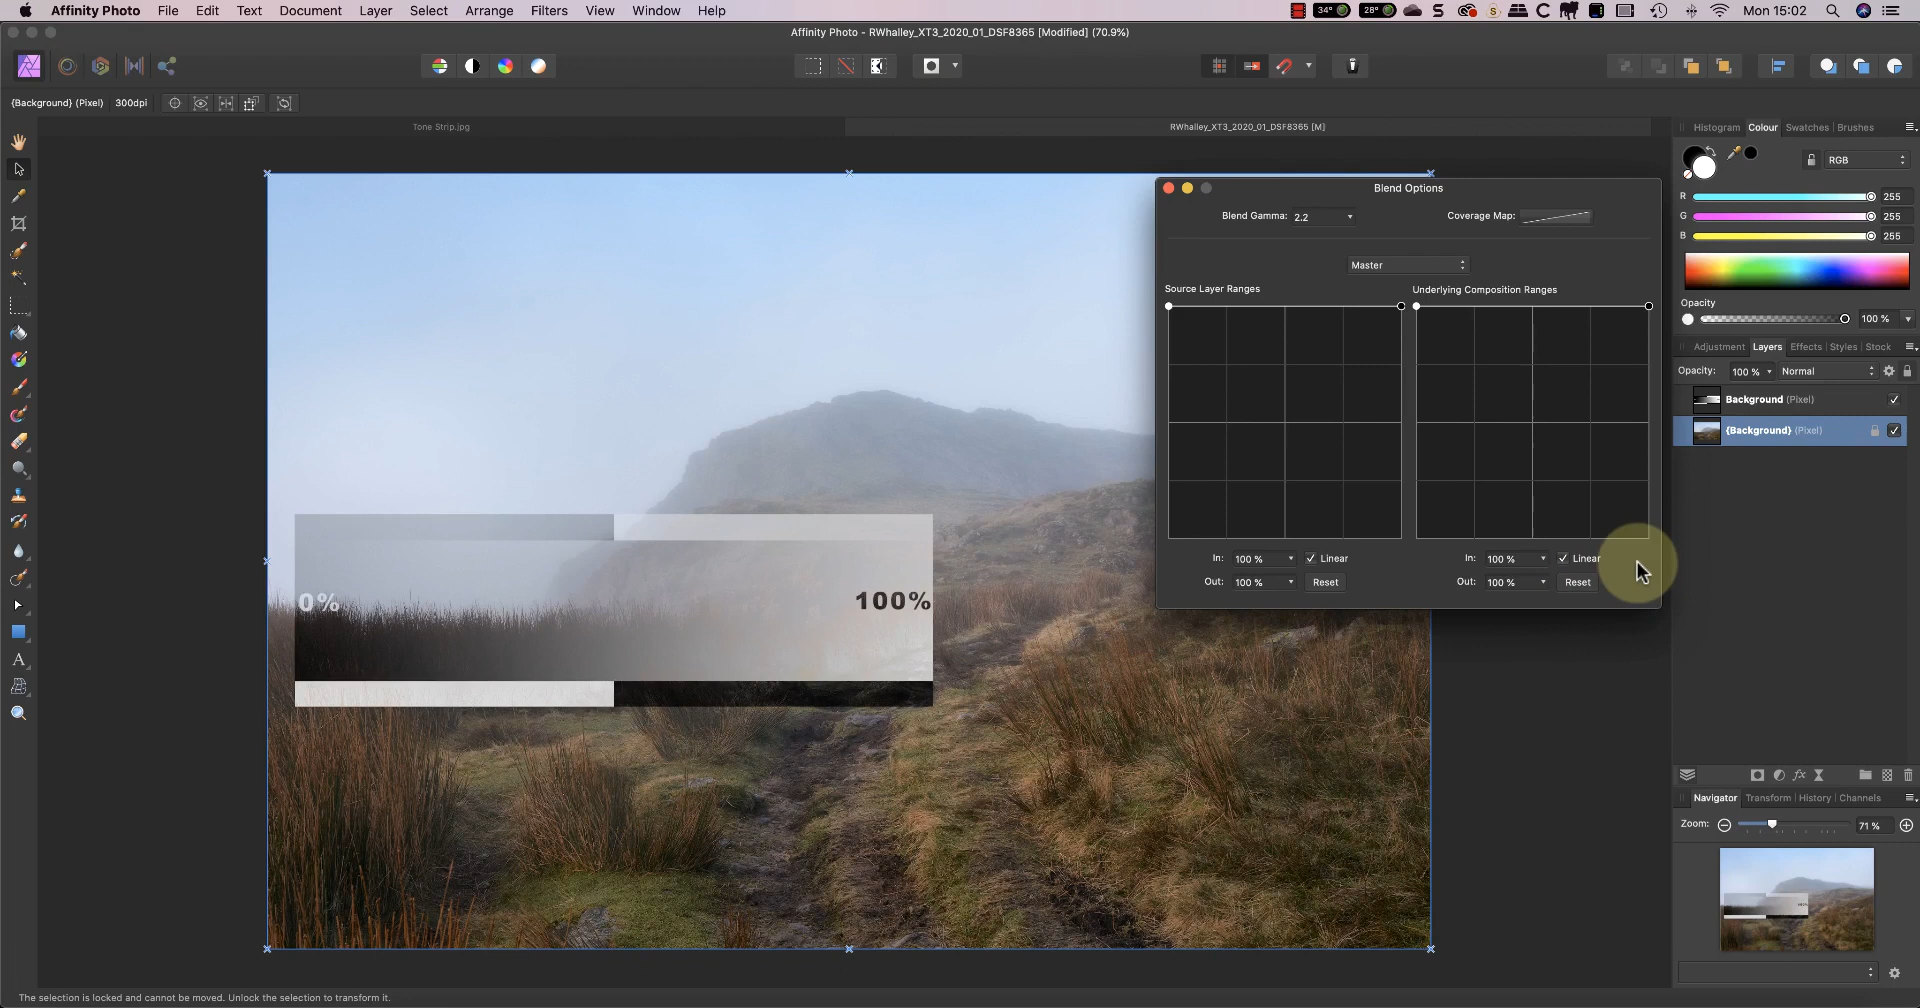 Affinity Photo File Edit Text Document Layer Select Arrange Filters View Window Help 34° 28° Mon 15:02
Affinity Photo - RWhalley_XT3_2020_01_DSF8365 [Modified] (70.9%)
{Background} (Pixel) 300dpi
Tone Strip.jpg RWhalley_XT3_2020_01_DSF8365 [M]
Histogram Colour Swatches Brushes
RGB
R 255
G 255
B 255
Opacity
100 %
Adjustment Layers Effects Styles Stock
Opacity: 100 % Normal
Background (Pixel)
{Background} (Pixel)
Blend Options
Blend Gamma: 2.2 Coverage Map:
Master
Source Layer Ranges Underlying Composition Ranges
In: 100 % Linear In: 100 % Linear
Out: 100 % Reset Out: 100 % Reset
0% 100%
Navigator Transform History Channels
Zoom: 71 %
100%
The selection is locked and cannot be moved. Unlock the selection to transform it.